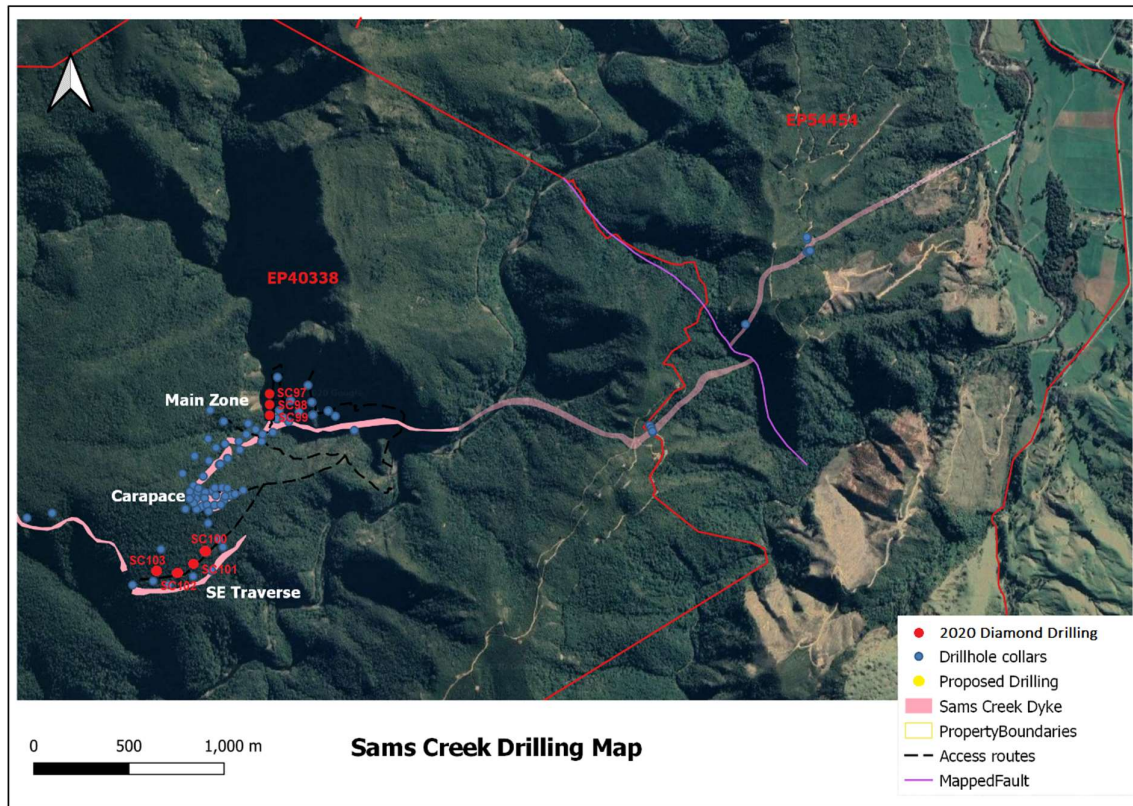 EP54454
EP40338
SC97
Main Zone
SC98
SC99
Carapace
SC100
SC103
SC101
SC102
SE Traverse
2020 Diamond Drilling
Drillhole collars
Proposed Drilling
Sams Creek Dyke
PropertyBoundaries
Access routes
MappedFault
0 500 1,000 m
Sams Creek Drilling Map